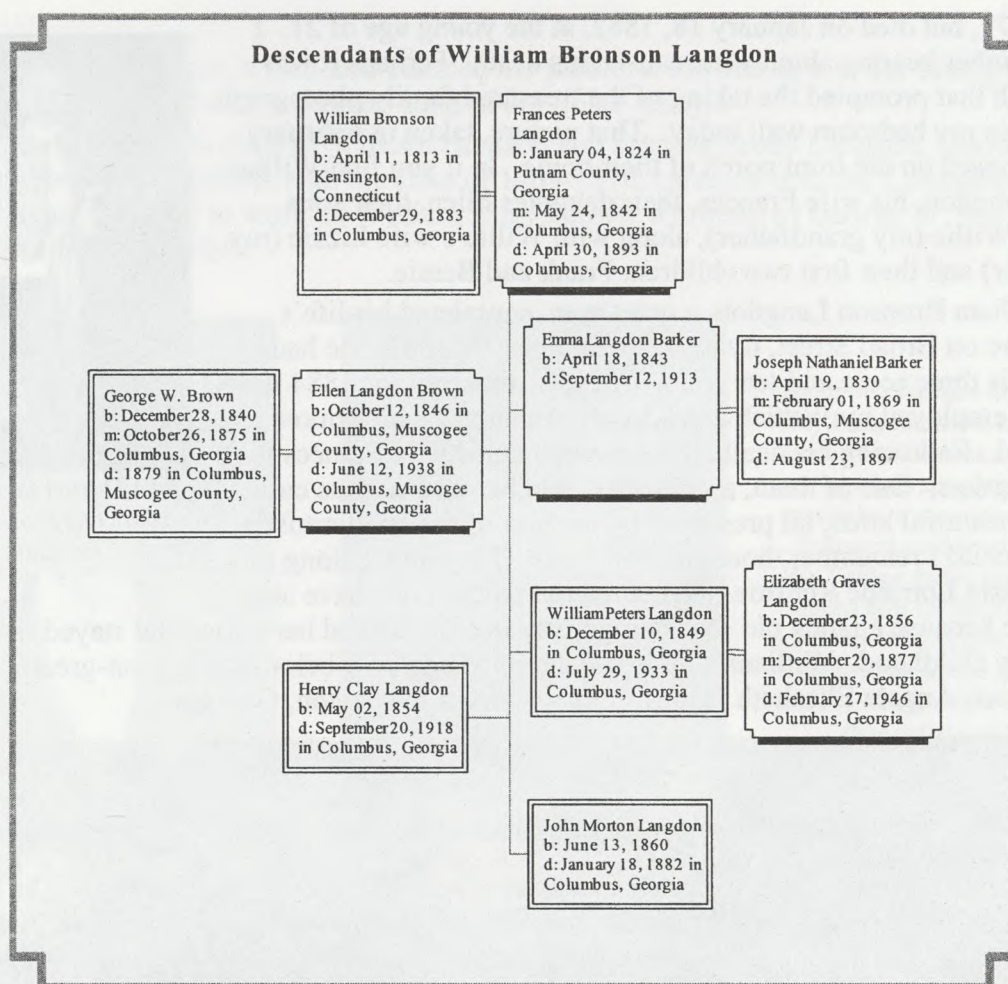 Descendants of William Bronson Langdon
William Bronson
Langdon
b: April 11, 1813 in
Kensington,
Connecticut
d: December 29, 1883
in Columbus, Georgia
Frances Peters
Langdon
b: January 04, 1824 in
Putnam County,
Georgia
m: May 24, 1842 in
Columbus, Georgia
d: April 30, 1893 in
Columbus, Georgia
Emma Langdon Barker
b: April 18, 1843
d: September 12, 1913
Joseph Nathaniel Barker
b: April 19, 1830
m: February 01, 1869 in
Columbus, Muscogee
County, Georgia
d: August 23, 1897
George W. Brown
b: December 28, 1840
m: October 26, 1875 in
Columbus, Georgia
d: 1879 in Columbus,
Muscogee County,
Georgia
Ellen Langdon Brown
b: October 12, 1846 in
Columbus, Muscogee
County, Georgia
d: June 12, 1938 in
Columbus, Muscogee
County, Georgia
William Peters Langdon
b: December 10, 1849
in Columbus, Georgia
d: July 29, 1933 in
Columbus, Georgia
Elizabeth Graves
Langdon
b: December 23, 1856
in Columbus, Georgia
m: December 20, 1877
in Columbus, Georgia
d: February 27, 1946 in
Columbus, Georgia
Henry Clay Langdon
b: May 02, 1854
d: September 20, 1918
in Columbus, Georgia
John Morton Langdon
b: June 13, 1860
d: January 18, 1882 in
Columbus, Georgia